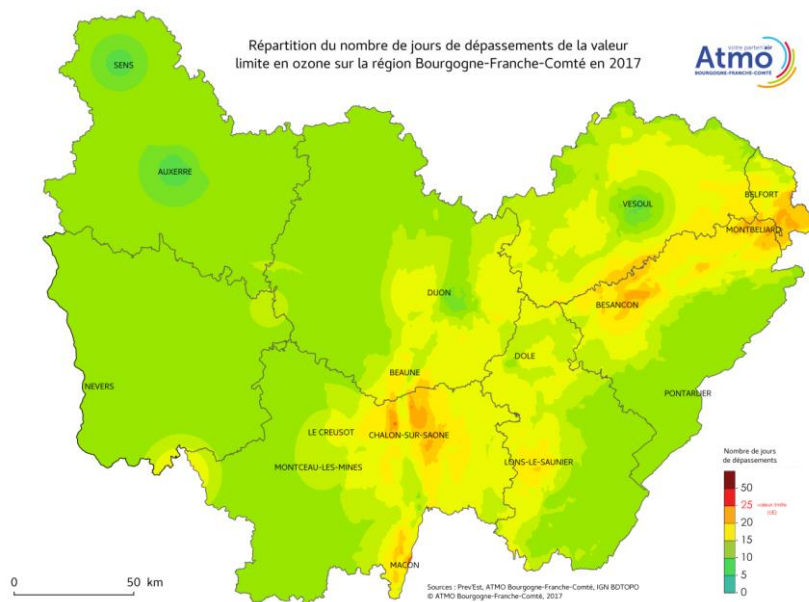 Répartition du nombre de jours de dépassements de la valeur
limite en ozone sur la région Bourgogne-Franche-Comté en 2017
votre parten'air
Atmo
BOURGOGNE-FRANCHE-COMTÉ
SENS
AUXERRE
VESOUL
BELFORT
MONTBELIARD
DIJON
BESANCON
DOLE
BEAUNE
NEVERS
PONTARLIER
LE CREUSOT
CHALON-SUR-SAONE
MONTCEAU-LES-MINES
LONS-LE-SAUNIER
MACON
Nombre de jours
de dépassements
50
25 valeur limite
20
15
10
5
0
0 50 km
Sources : Prev'Est, ATMO Bourgogne-Franche-Comté, IGN BDTOPO
© ATMO Bourgogne-Franche-Comté, 2017